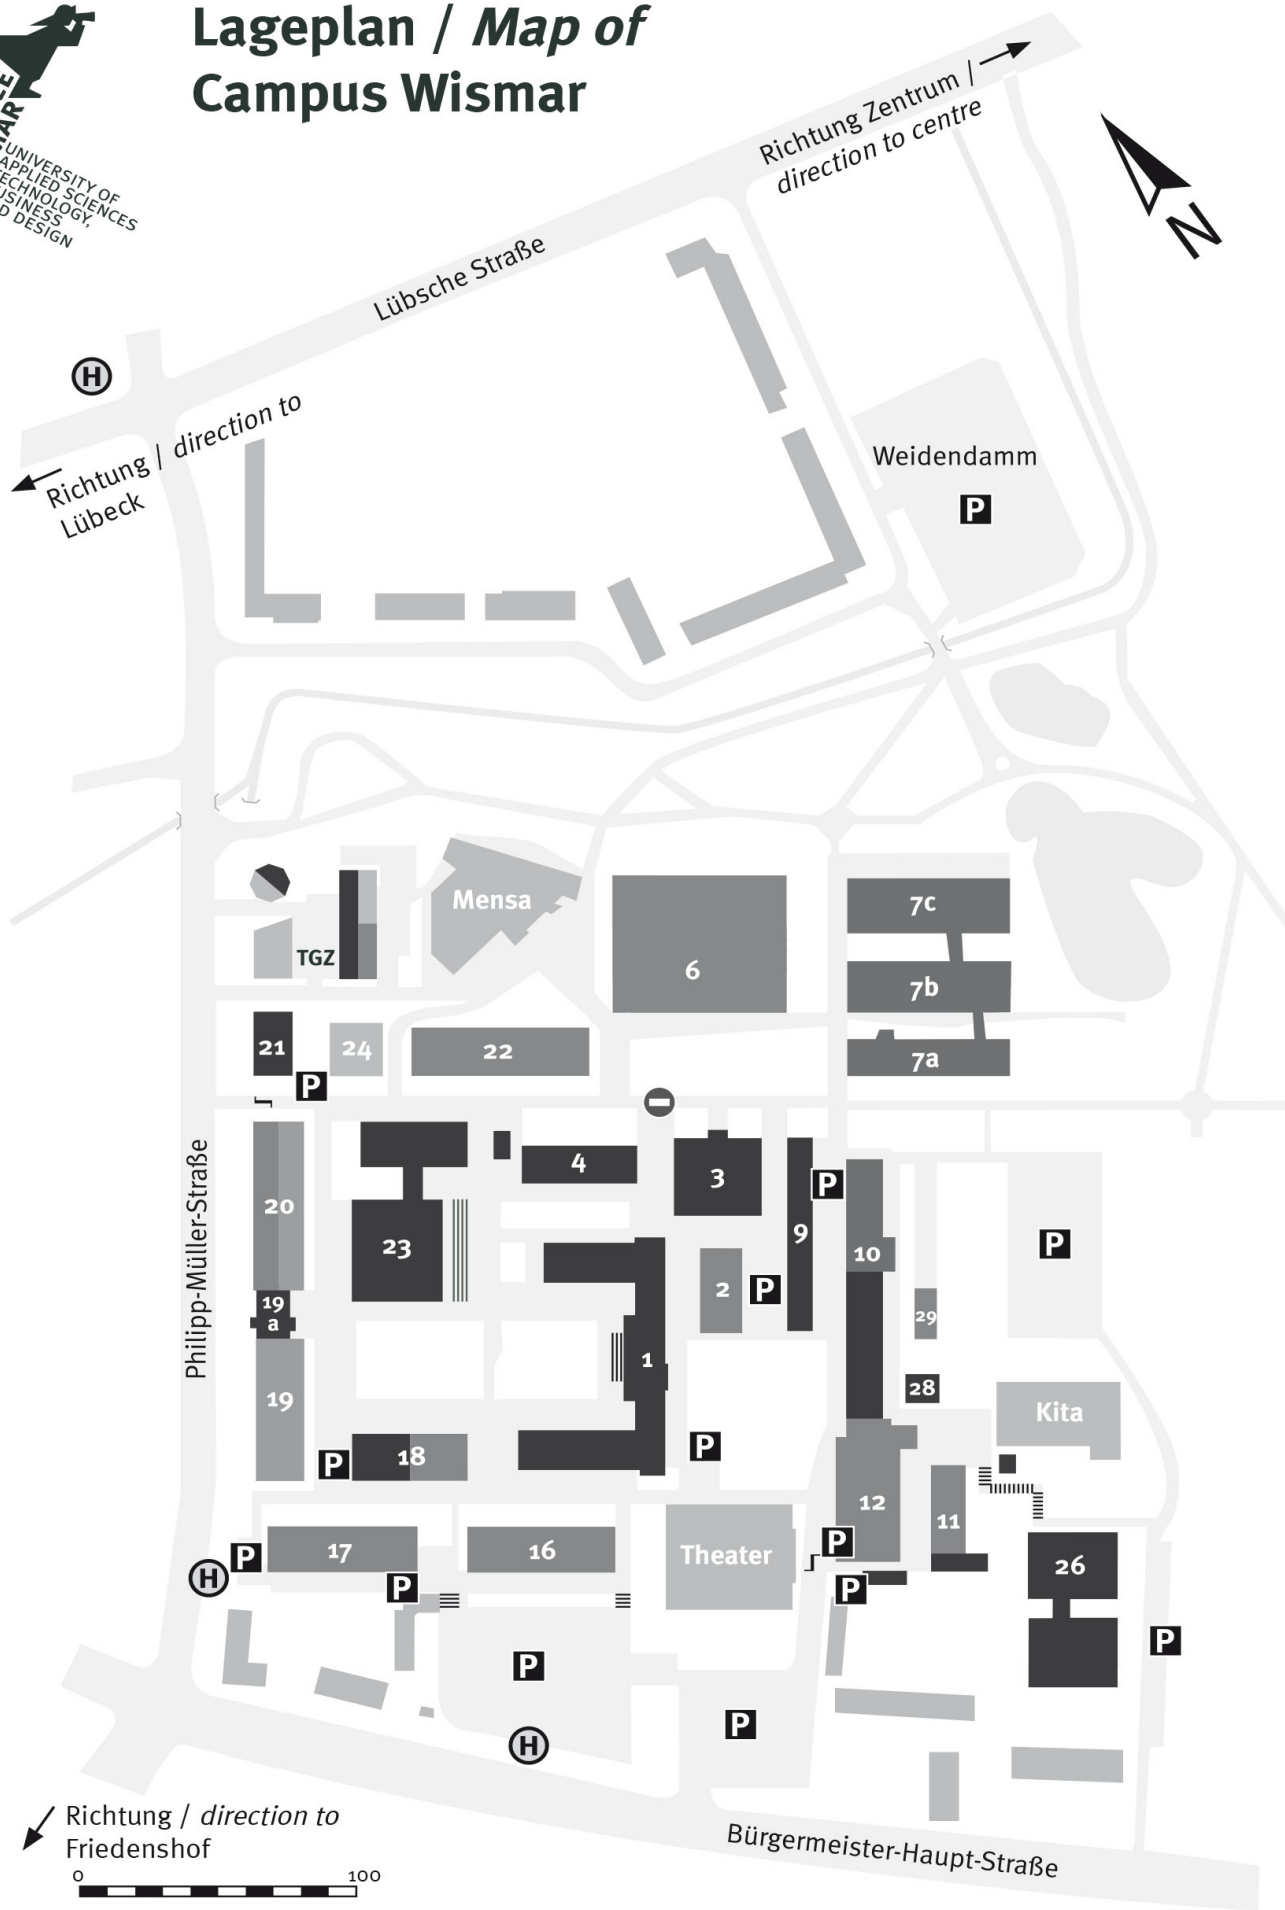 Lageplan / Map of
Campus Wismar
UNIVERSITY OF
APPLIED SCIENCES
D DESIGN
Richtung Zentrum /
direction to centre
N
Lübsche Straße
H
Richtung / direction to
Lübeck
Weidendamm
P
Mensa
TGZ
6
7c
7b
7a
21
24
22
P
Philipp-Müller-Straße
20
23
4
3
9
P
10
P
19
a
2
P
29
1
28
19
Kita
18
P
P
12
11
17
16
Theater
P
P
26
H
P
P
P
P
P
H
P
Richtung / direction to
Friedenshof
0 100
Bürgermeister-Haupt-Straße